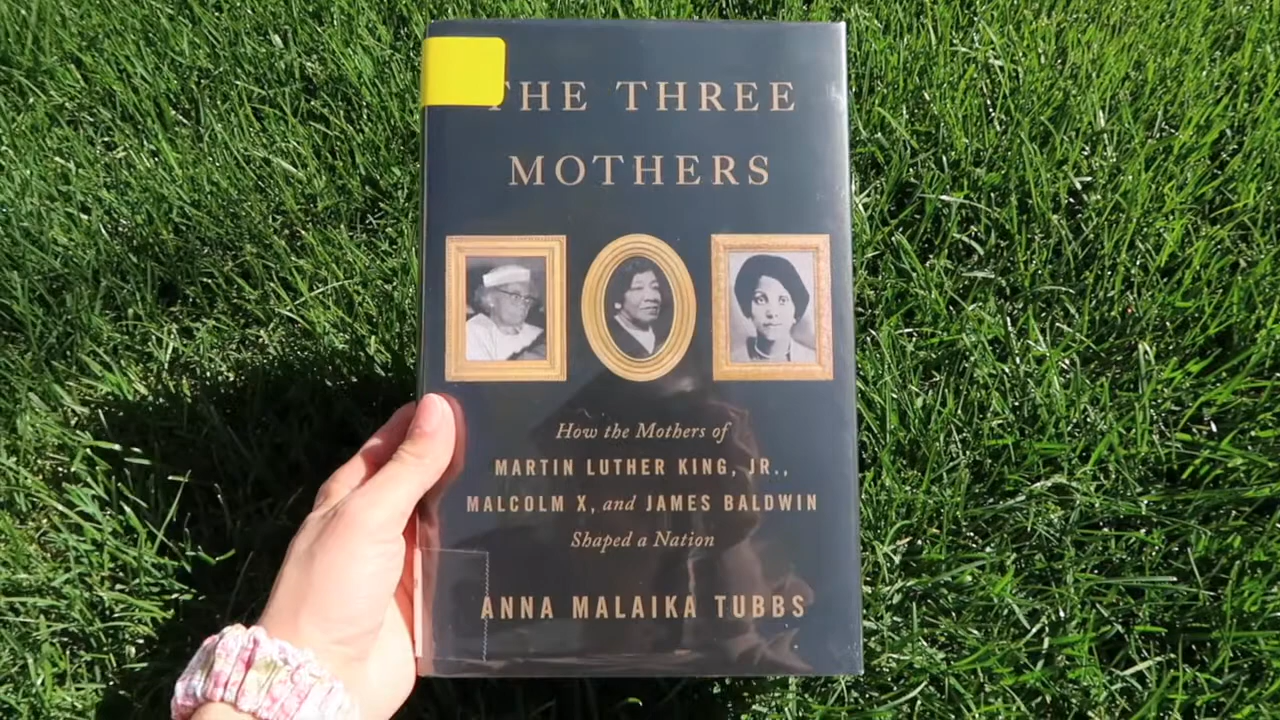 THE THREE
MOTHERS
How the Mothers of
MARTIN LUTHER KING, JR.,
MALCOLM X, and JAMES BALDWIN
Shaped a Nation
ANNA MALAIKA TUBBS